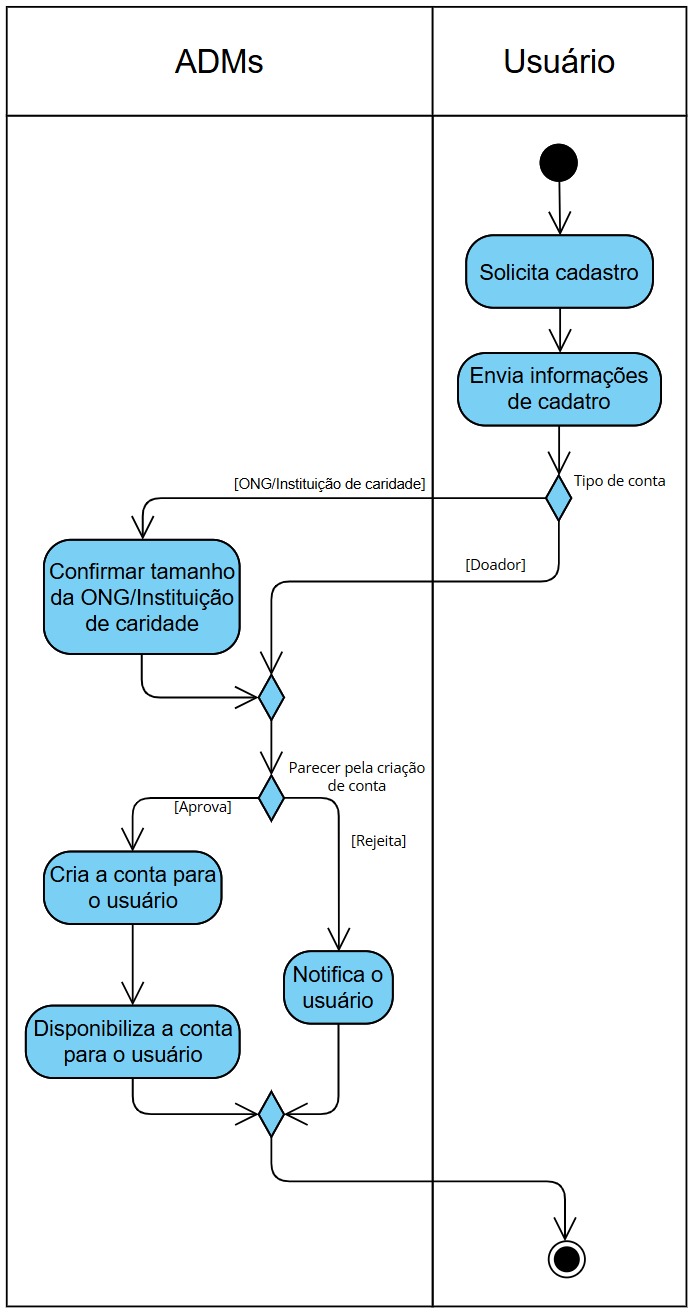 ADMs
Usuário
Solicita cadastro
Envia informações
de cadatro
Tipo de conta
[ONG/Instituição de caridade]
[Doador]
Confirmar tamanho
da ONG/Instituição
de caridade
Parecer pela criação
de conta
[Aprova]
[Rejeita]
Cria a conta para
o usuário
Notifica o
usuário
Disponibiliza a conta
para o usuário